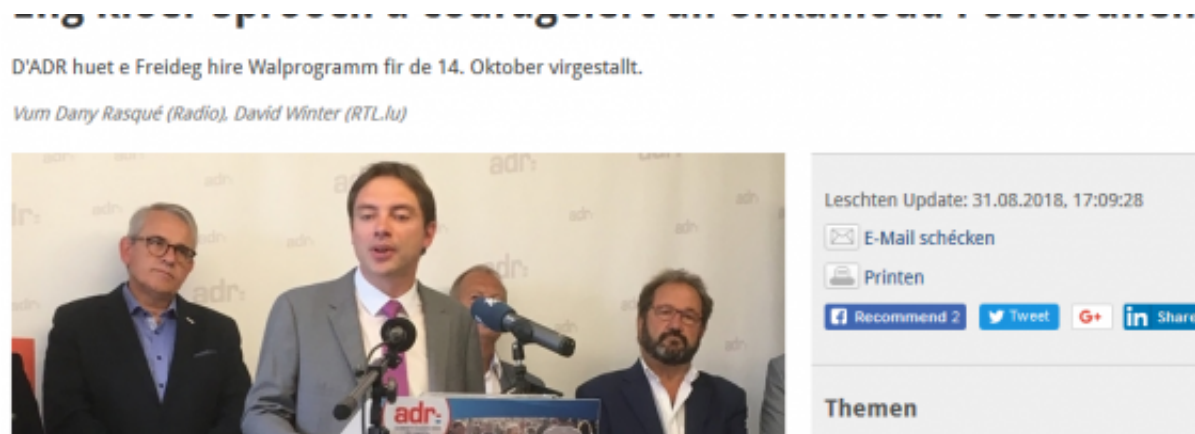 D'ADR huet e Freideg hire Walprogramm fir de 14. Oktober virgestallt.
Vum Dany Rasqué (Radio), David Winter (RTL.lu)
adr:
Leschten Update: 31.08.2018, 17:09:28
E-Mail schécken
Printen
Recommend 2
Tweet
G+
in Share
Themen